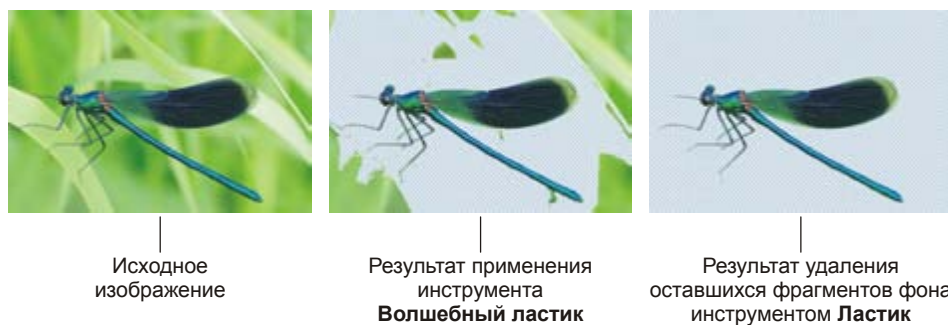 Исходное
изображение
Результат применения
инструмента
Волшебный ластик
Результат удаления
оставшихся фрагментов фона
инструментом Ластик